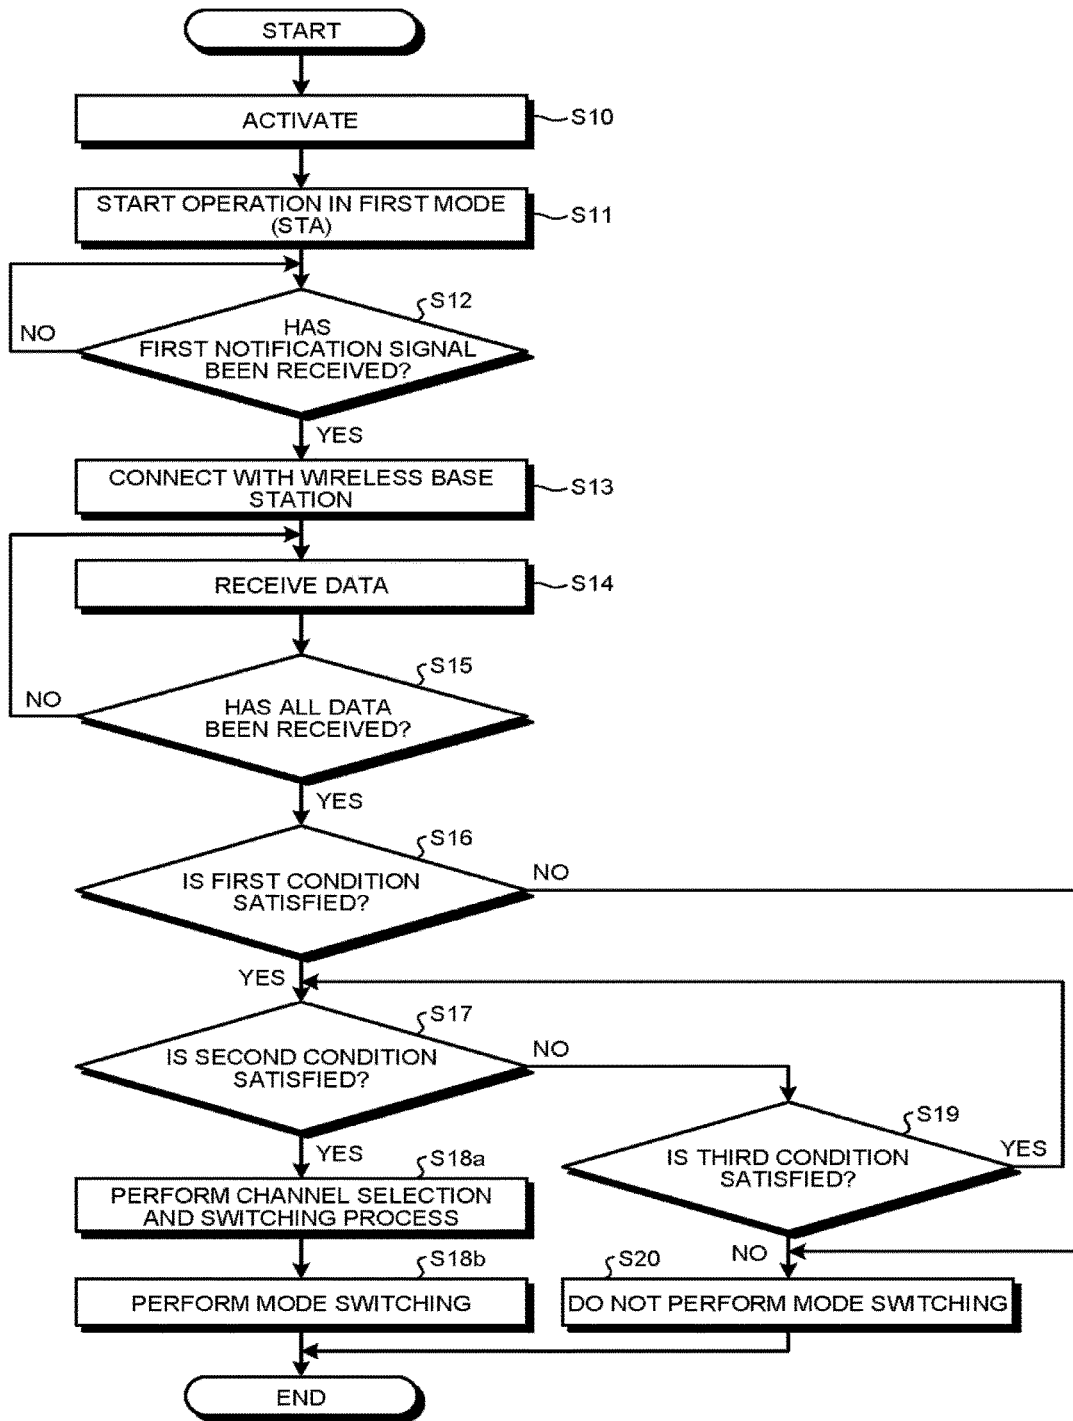 START
ACTIVATE
S10
START OPERATION IN FIRST MODE
(STA)
S11
S12
NO
HAS
FIRST NOTIFICATION SIGNAL
BEEN RECEIVED?
YES
CONNECT WITH WIRELESS BASE
STATION
S13
RECEIVE DATA
S14
S15
NO
HAS ALL DATA
BEEN RECEIVED?
YES
S16
IS FIRST CONDITION
SATISFIED?
NO
YES
S17
IS SECOND CONDITION
SATISFIED?
NO
S19
IS THIRD CONDITION
SATISFIED?
YES
YES
S18a
PERFORM CHANNEL SELECTION
AND SWITCHING PROCESS
NO
S18b
PERFORM MODE SWITCHING
S20
DO NOT PERFORM MODE SWITCHING
END